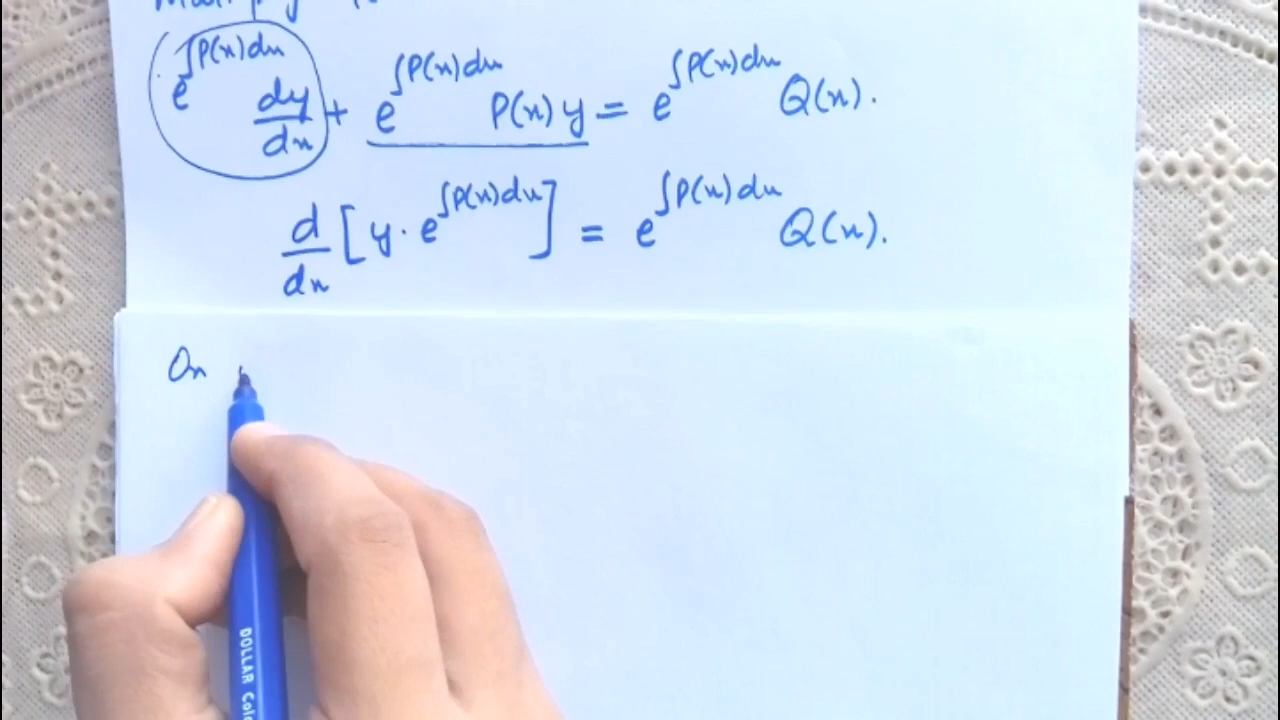 e^{∫P(x)dx} dy/dx + e^{∫P(x)dx} P(x) y = e^{∫P(x)dx} Q(x).
d/dx [y · e^{∫P(x)dx}] = e^{∫P(x)dx} Q(x).
On
DOLLAR